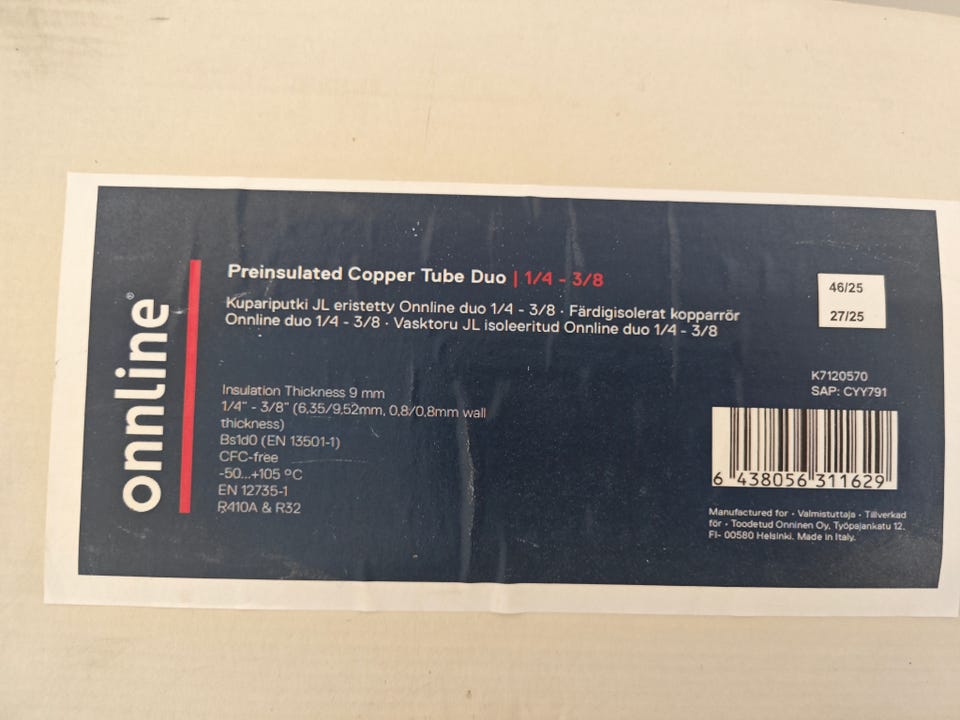 onnline®
Preinsulated Copper Tube Duo | 1/4 - 3/8
Kupariputki JL eristetty Onnline duo 1/4 - 3/8 · Färdigisolerat kopparrör
Onnline duo 1/4 - 3/8 · Vasktoru JL isoleeritud Onnline duo 1/4 - 3/8
46/25
27/25
Insulation Thickness 9 mm
1/4" - 3/8" (6,35/9,52mm, 0,8/0,8mm wall
thickness)
Bs1d0 (EN 13501-1)
CFC-free
-50...+105 ºC
EN 12735-1
R410A & R32
K7120570
SAP: CYY791
6 438056 311629
Manufactured for · Valmistuttaja · Tillverkad
för · Toodetud Onninen Oy, Työpajankatu 12,
FI- 00580 Helsinki. Made in Italy.